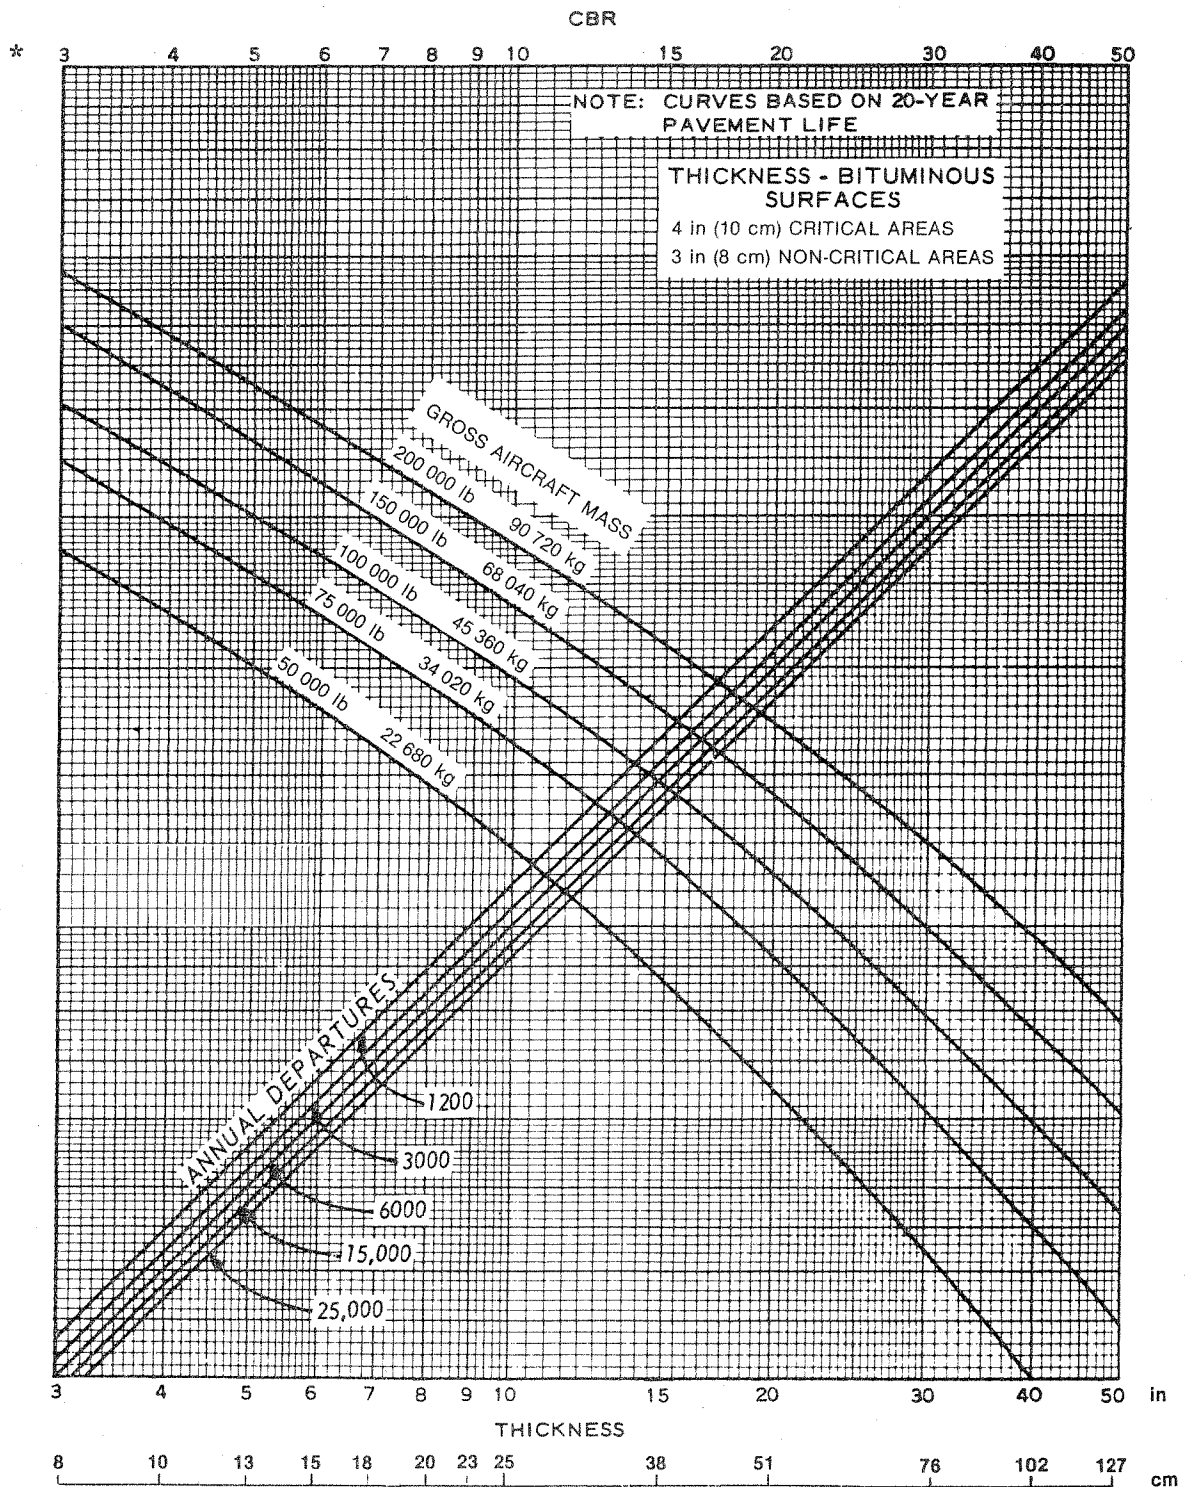 CBR
* 3 4 5 6 7 8 9 10 15 20 30 40 50
NOTE: CURVES BASED ON 20-YEAR
PAVEMENT LIFE
THICKNESS - BITUMINOUS
SURFACES
4 in (10 cm) CRITICAL AREAS
3 in (8 cm) NON-CRITICAL AREAS
GROSS AIRCRAFT MASS
200 000 lb 90 720 kg
150 000 lb 68 040 kg
100 000 lb 45 360 kg
75 000 lb 34 020 kg
50 000 lb 22 680 kg
ANNUAL DEPARTURES
1200
3000
6000
15,000
25,000
3 4 5 6 7 8 9 10 15 20 30 40 50 in
THICKNESS
8 10 13 15 18 20 23 25 38 51 76 102 127 cm